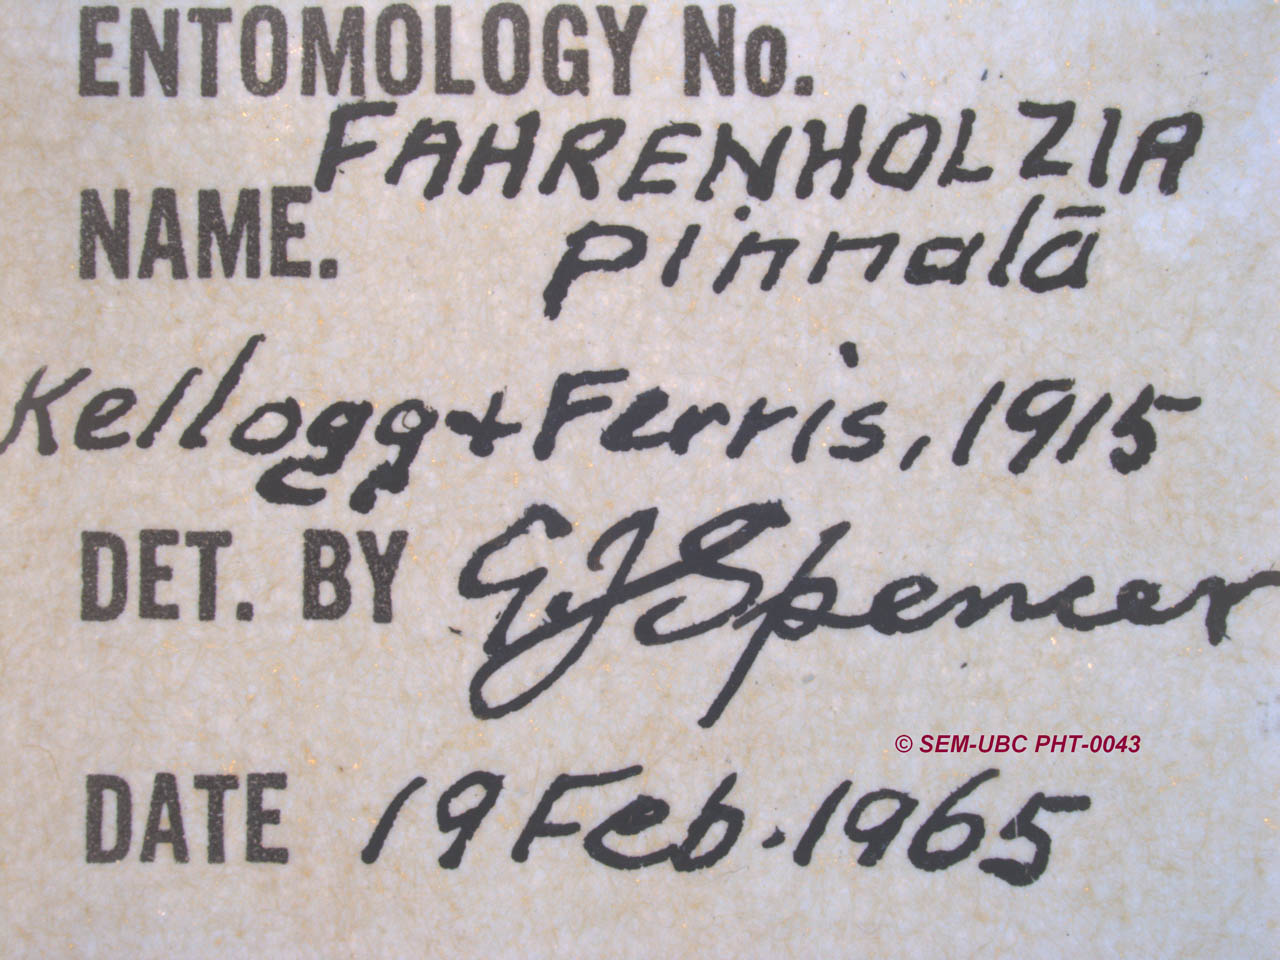 ENTOMOLOGY No.
FAHRENHOLZIA
NAME. pinnalā
Kellogg + Ferris, 1915
DET. BY G.J. Spencer
© SEM-UBC PHT-0043
DATE 19 Feb. 1965